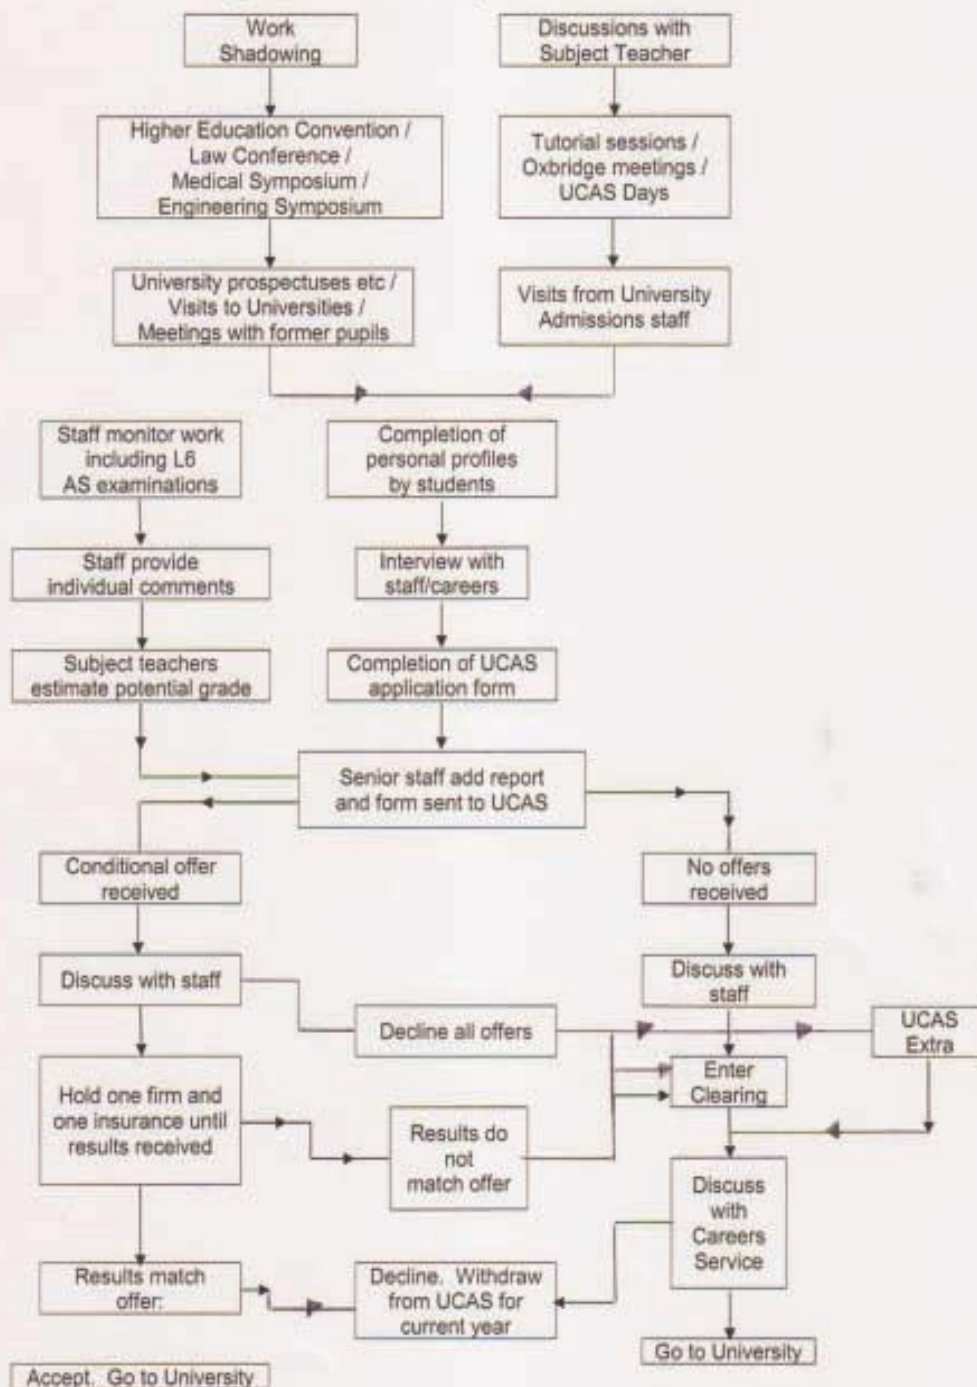 Work
Shadowing
Discussions with
Subject Teacher
Higher Education Convention /
Law Conference /
Medical Symposium /
Engineering Symposium
Tutorial sessions /
Oxbridge meetings /
UCAS Days
University prospectuses etc /
Visits to Universities /
Meetings with former pupils
Visits from University
Admissions staff
Staff monitor work
including L6
AS examinations
Completion of
personal profiles
by students
Staff provide
individual comments
Interview with
staff/careers
Subject teachers
estimate potential grade
Completion of UCAS
application form
Senior staff add report
and form sent to UCAS
Conditional offer
received
No offers
received
Discuss with staff
Discuss with
staff
Decline all offers
UCAS
Extra
Enter
Clearing
Hold one firm and
one insurance until
results received
Results do
not
match offer
Discuss
with
Careers
Service
Results match
offer:
Decline. Withdraw
from UCAS for
current year
Go to University
Accept. Go to University